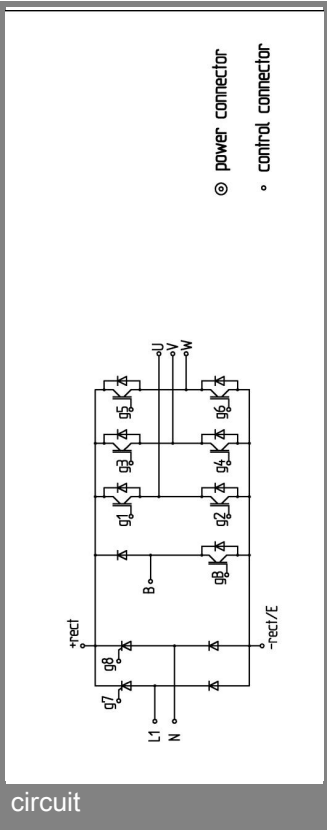 ◎ power connector
∘ control connector
U
V
W
g5
g6
g3
g4
g1
g2
B
gB
+rect
-rect/E
g8
g7
L1
N
circuit